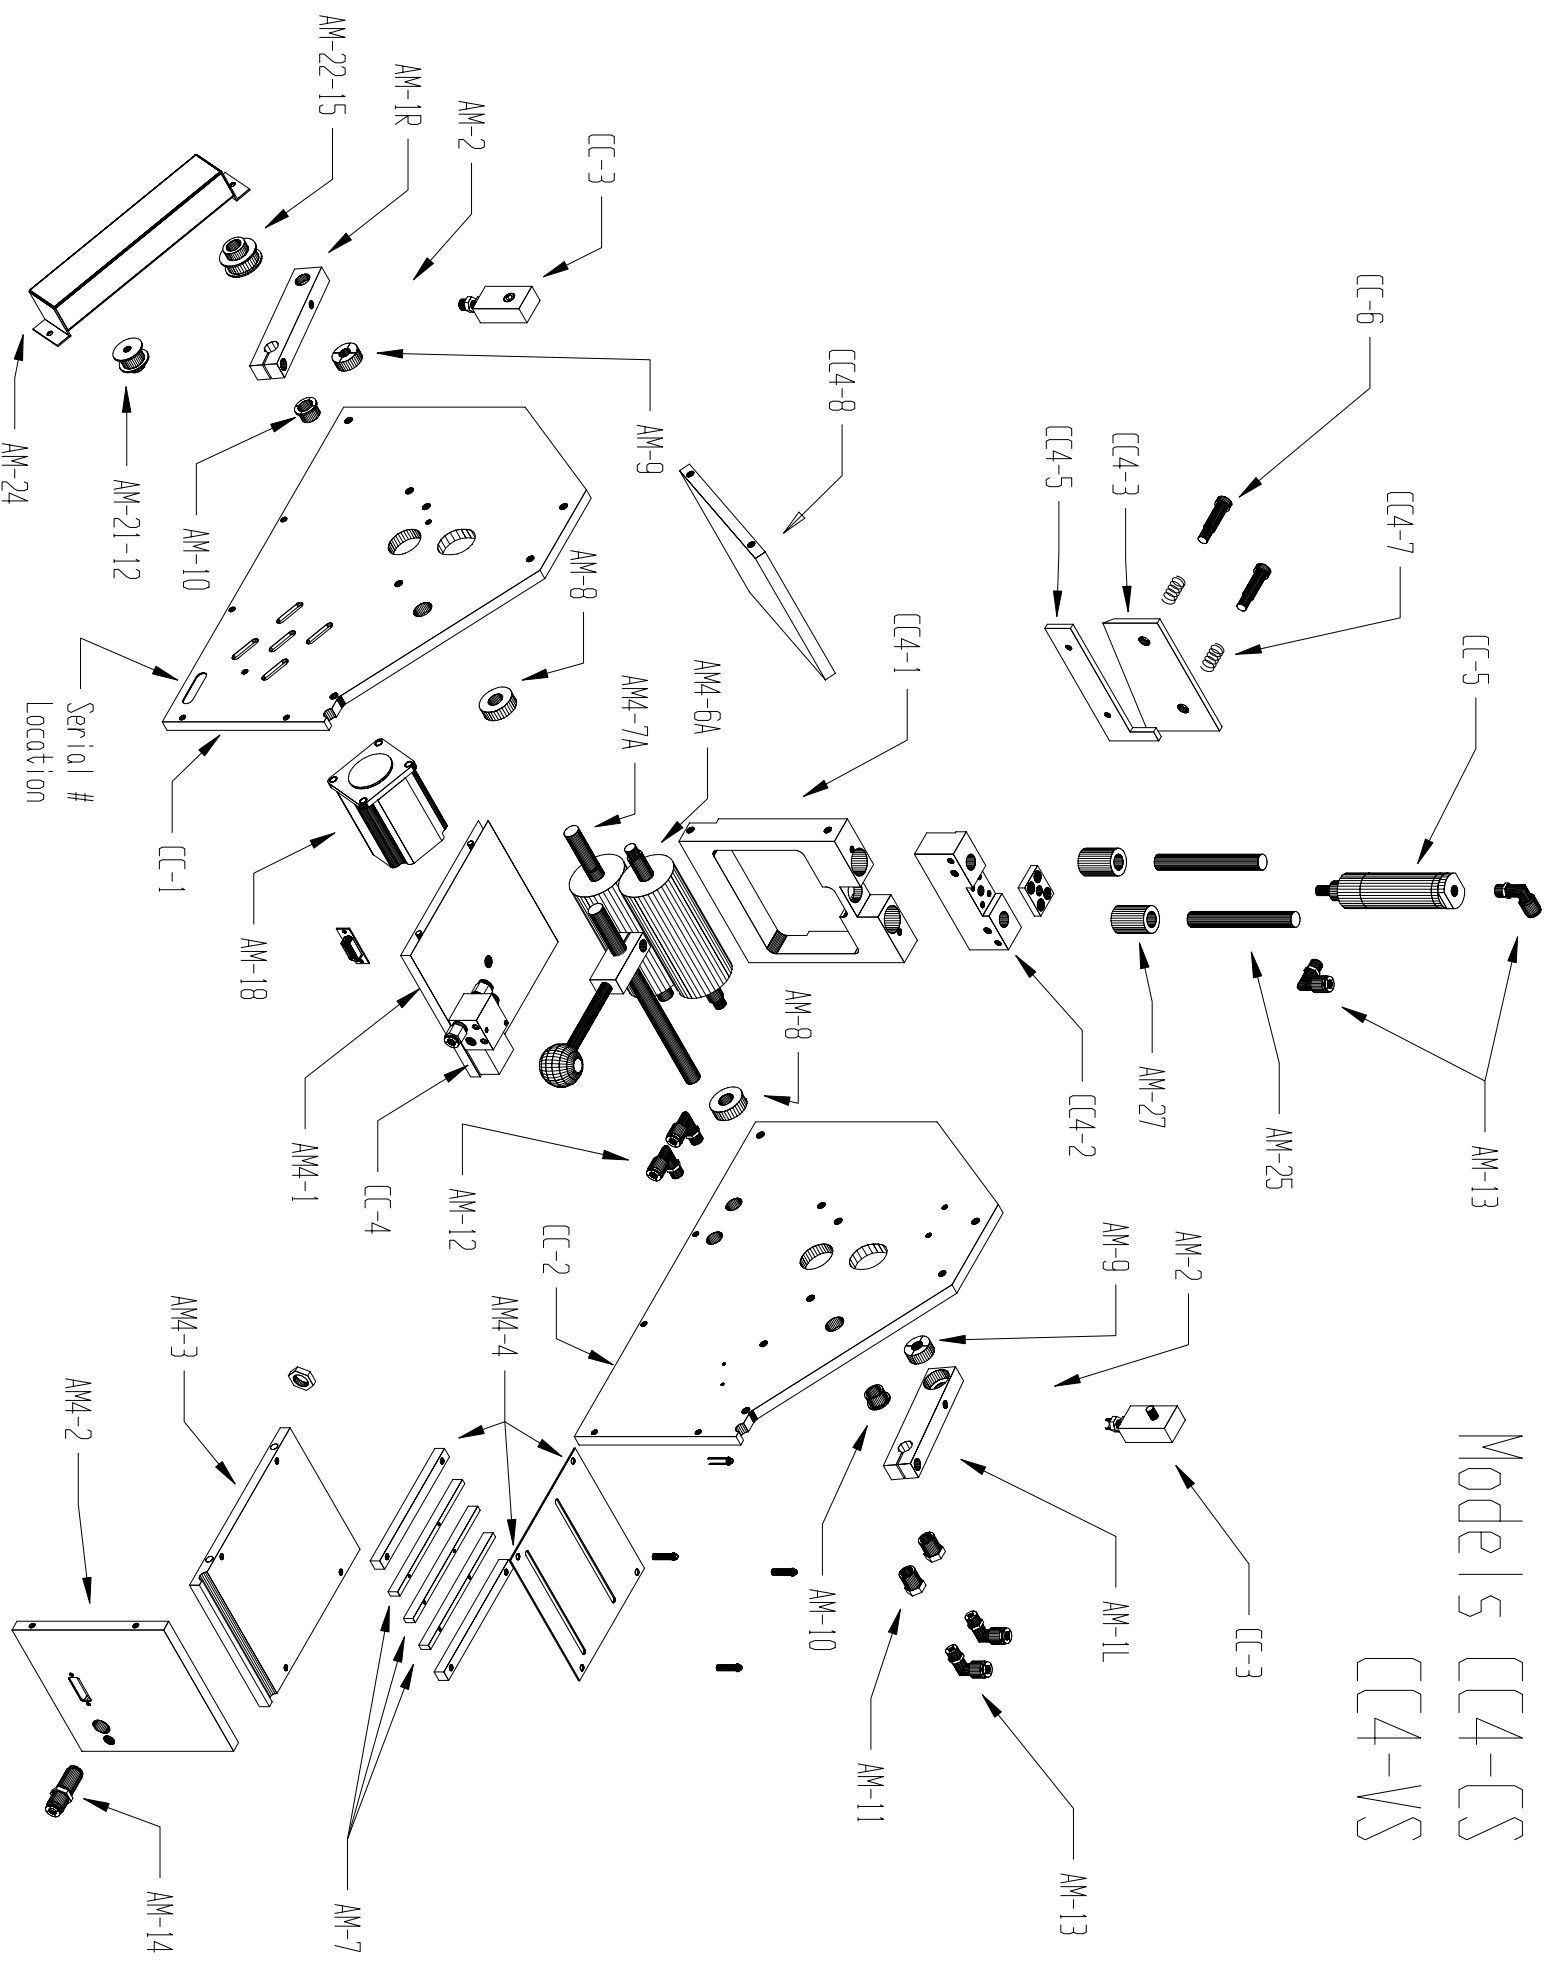 Models CC4-CS
CC4-VS
AM-22-15
AM-1R
AM-2
CC-3
CC-6
CC4-8
AM-9
CC4-5
CC4-3
CC4-7
AM-24
AM-21-12
AM-10
AM-8
CC4-1
CC-5
AM4-7A
AM4-6A
Serial #
Location
CC-1
AM-18
AM-8
CC4-2
AM-27
AM-25
AM-13
AM4-1
CC-4
AM-12
CC-2
AM-9
AM-2
AM4-3
AM4-4
AM4-2
AM-10
AM-1L
CC-3
AM-11
AM-13
AM-7
AM-14